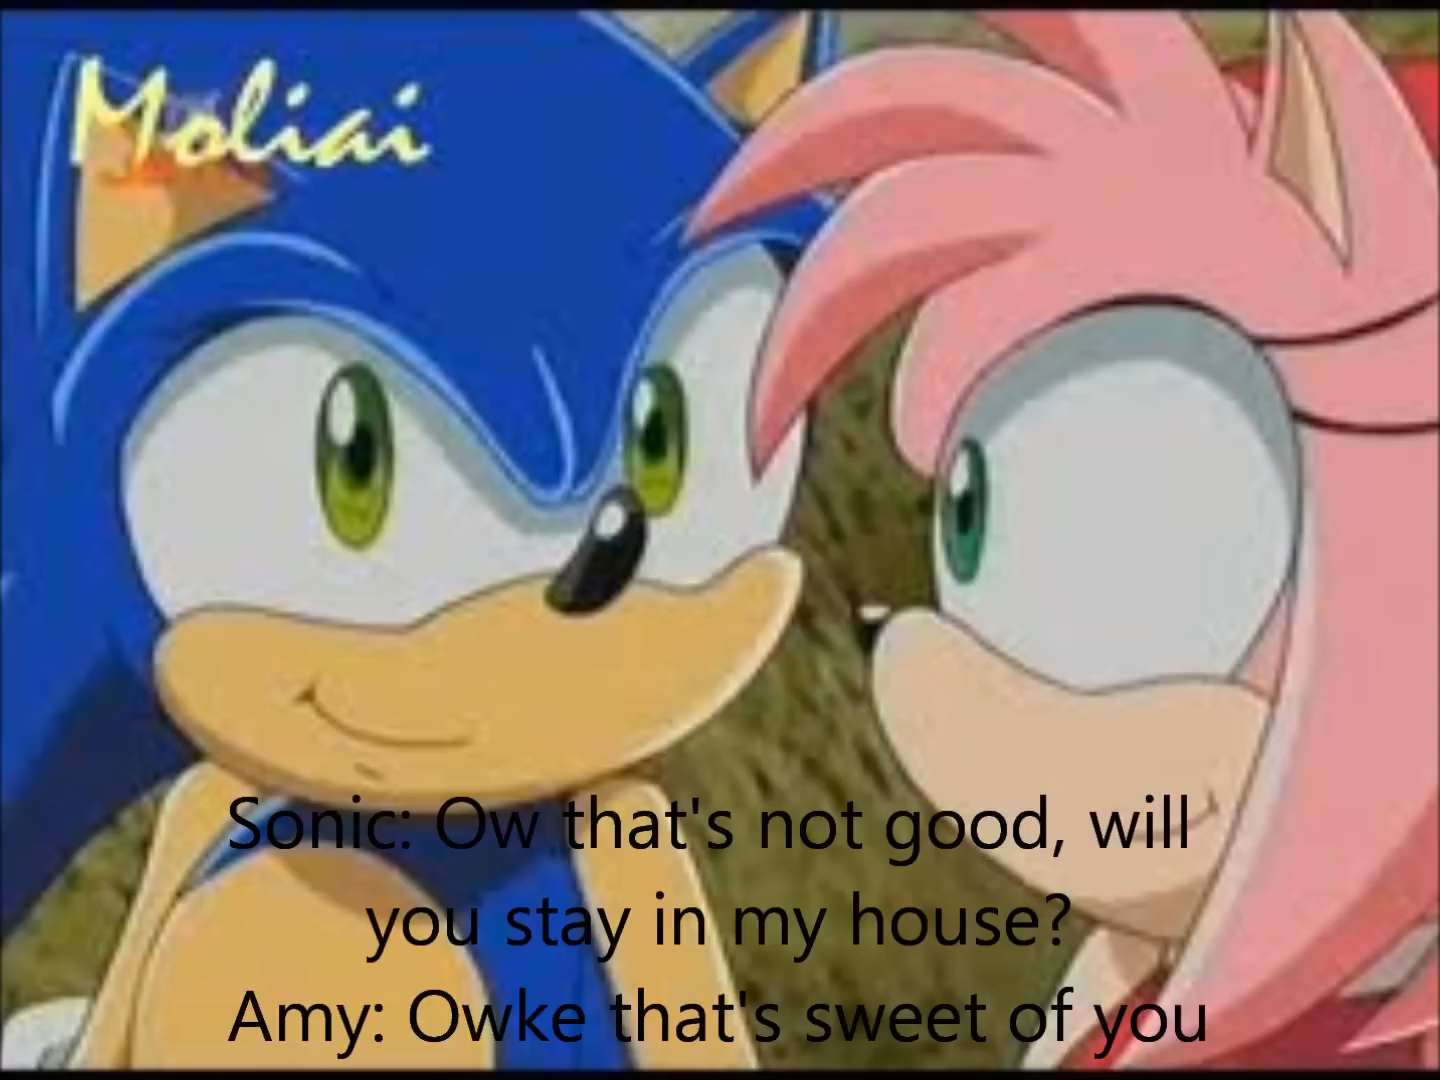 Moliai
Sonic: Ow that's not good, will
you stay in my house?
Amy: Owke that's sweet of you